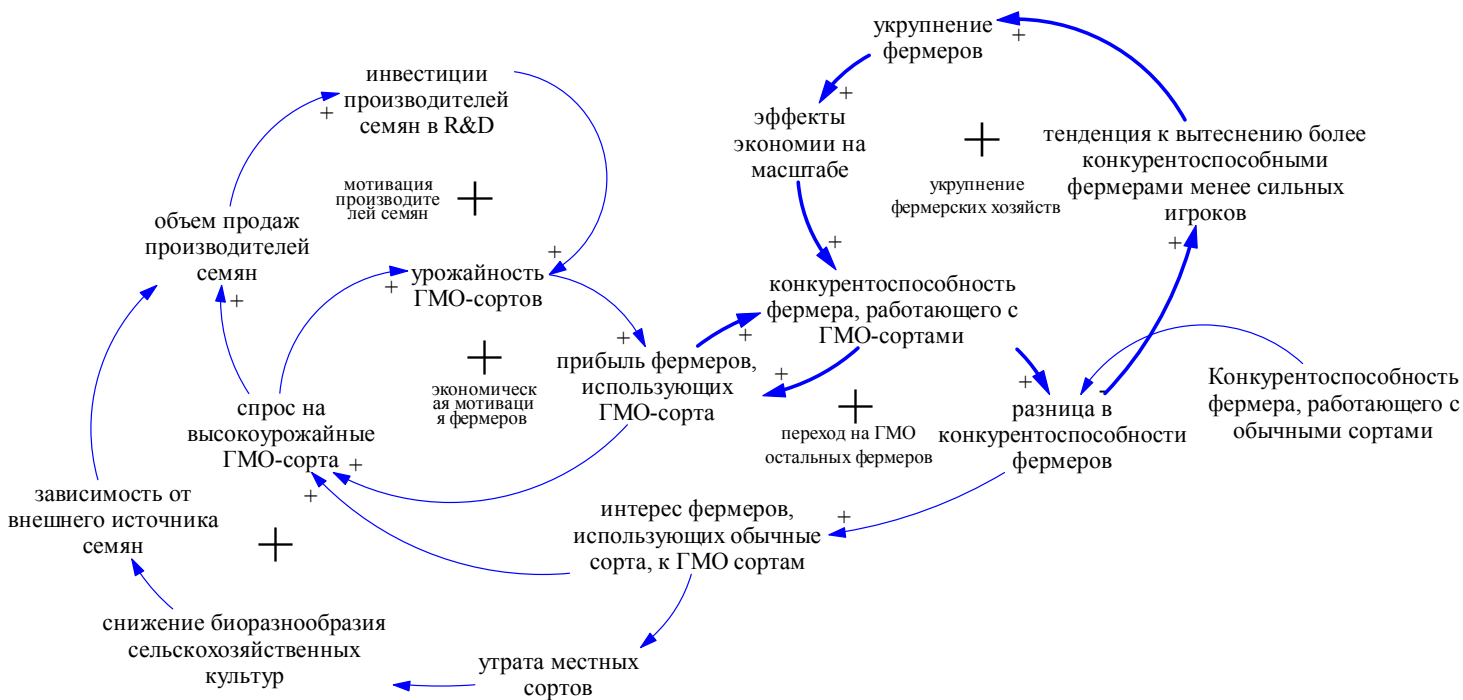 укрупнение
фермеров
+
инвестиции
производителей
семян в R&D
+
+
эффекты
экономии на
масштабе
+
тенденция к вытеснению более
конкурентоспособными
фермерами менее сильных
игроков
+
мотивация
производите
лей семян
+
укрупнение
фермерских хозяйств
объем продаж
производителей
семян
+
+
+
+
урожайность
ГМО-сортов
+
+
конкурентоспособность
фермера, работающего с
ГМО-сортами
+
+
+
прибыль фермеров,
использующих
ГМО-сорта
+
экономическ
ая мотиваци
я фермеров
+
+
-
Конкурентоспособность
фермера, работающего с
обычными сортами
спрос на
высокоурожайные
ГМО-сорта
+
+
+
переход на ГМО
остальных фермеров
разница в
конкурентоспособности
фермеров
зависимость от
внешнего источника
семян
+
интерес фермеров,
использующих обычные
сорта, к ГМО сортам
+
снижение биоразнообразия
сельскохозяйственных
культур
утрата местных
сортов